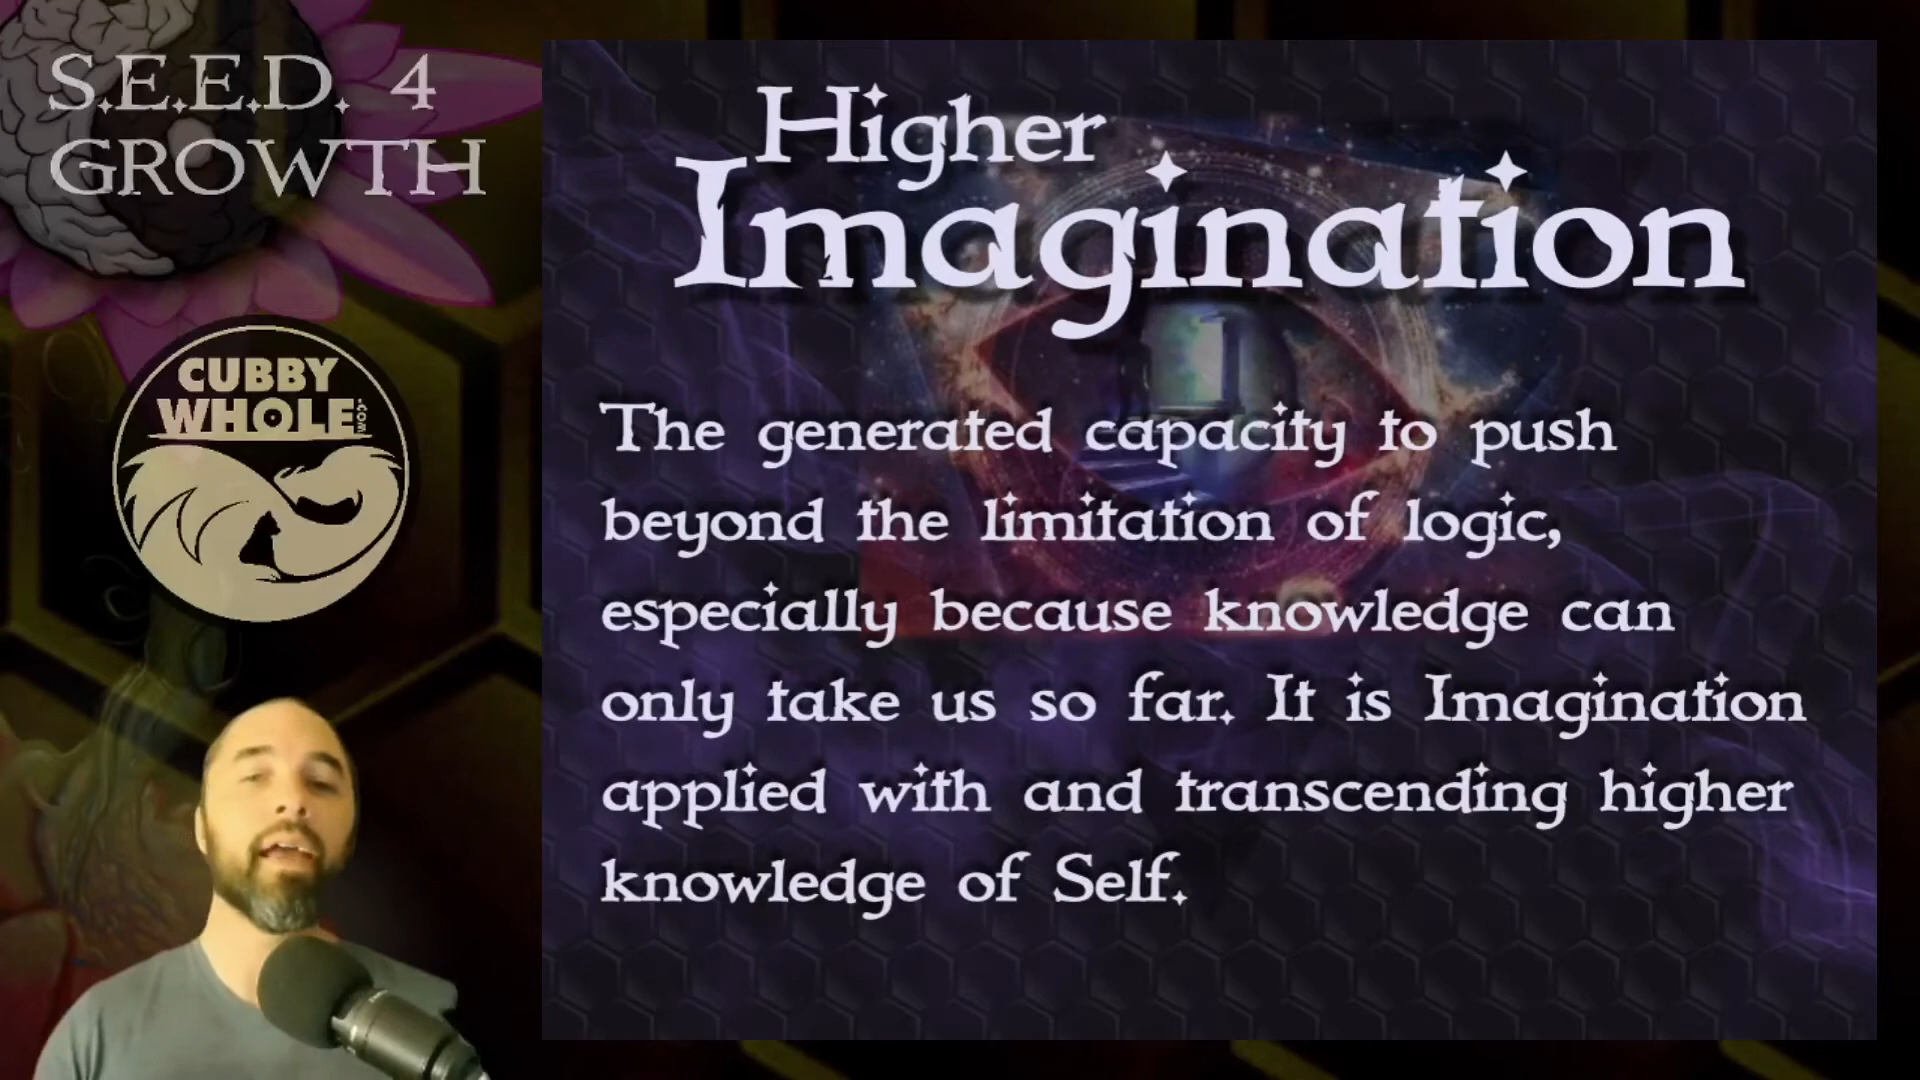 S.E.E.D. 4
GROWTH
CUBBY
WHOLE.COM
Higher
Imagination
The generated capacity to push
beyond the limitation of logic,
especially because knowledge can
only take us so far. It is Imagination
applied with and transcending higher
knowledge of Self.